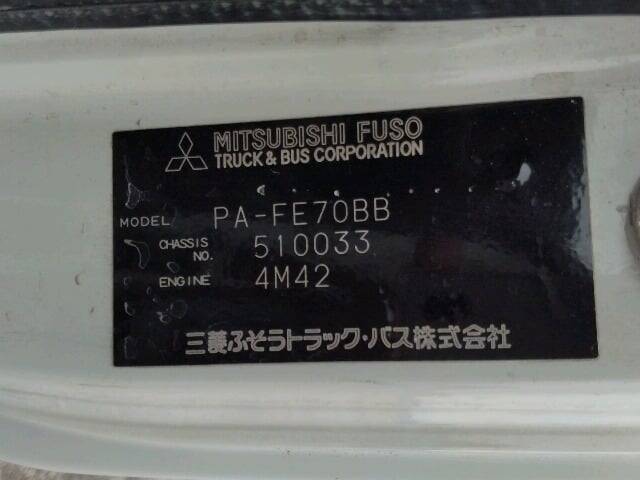 MITSUBISHI FUSO
TRUCK & BUS CORPORATION
MODEL PA-FE70BB
CHASSIS NO. 510033
ENGINE 4M42
三菱ふそうトラック・バス株式会社